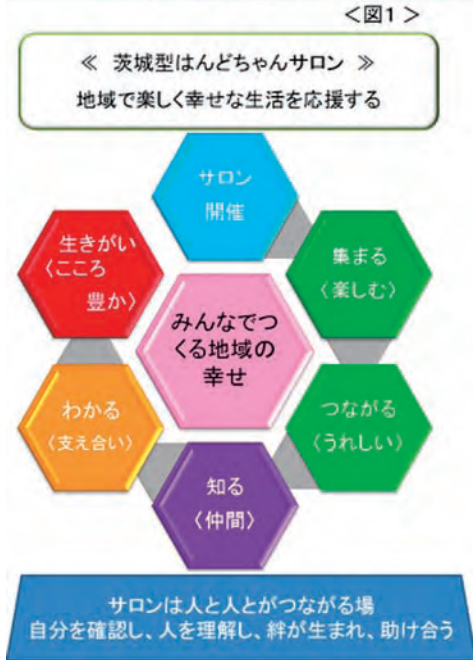 ＜図1＞
≪ 茨城型はんどちゃんサロン ≫
地域で楽しく幸せな生活を応援する
サロン
開催
集まる
〈楽しむ〉
つながる
〈うれしい〉
知る
〈仲間〉
わかる
〈支え合い〉
生きがい
〈こころ
豊か〉
みんなでつ
くる地域の
幸せ
サロンは人と人とがつながる場
自分を確認し、人を理解し、絆が生まれ、助け合う